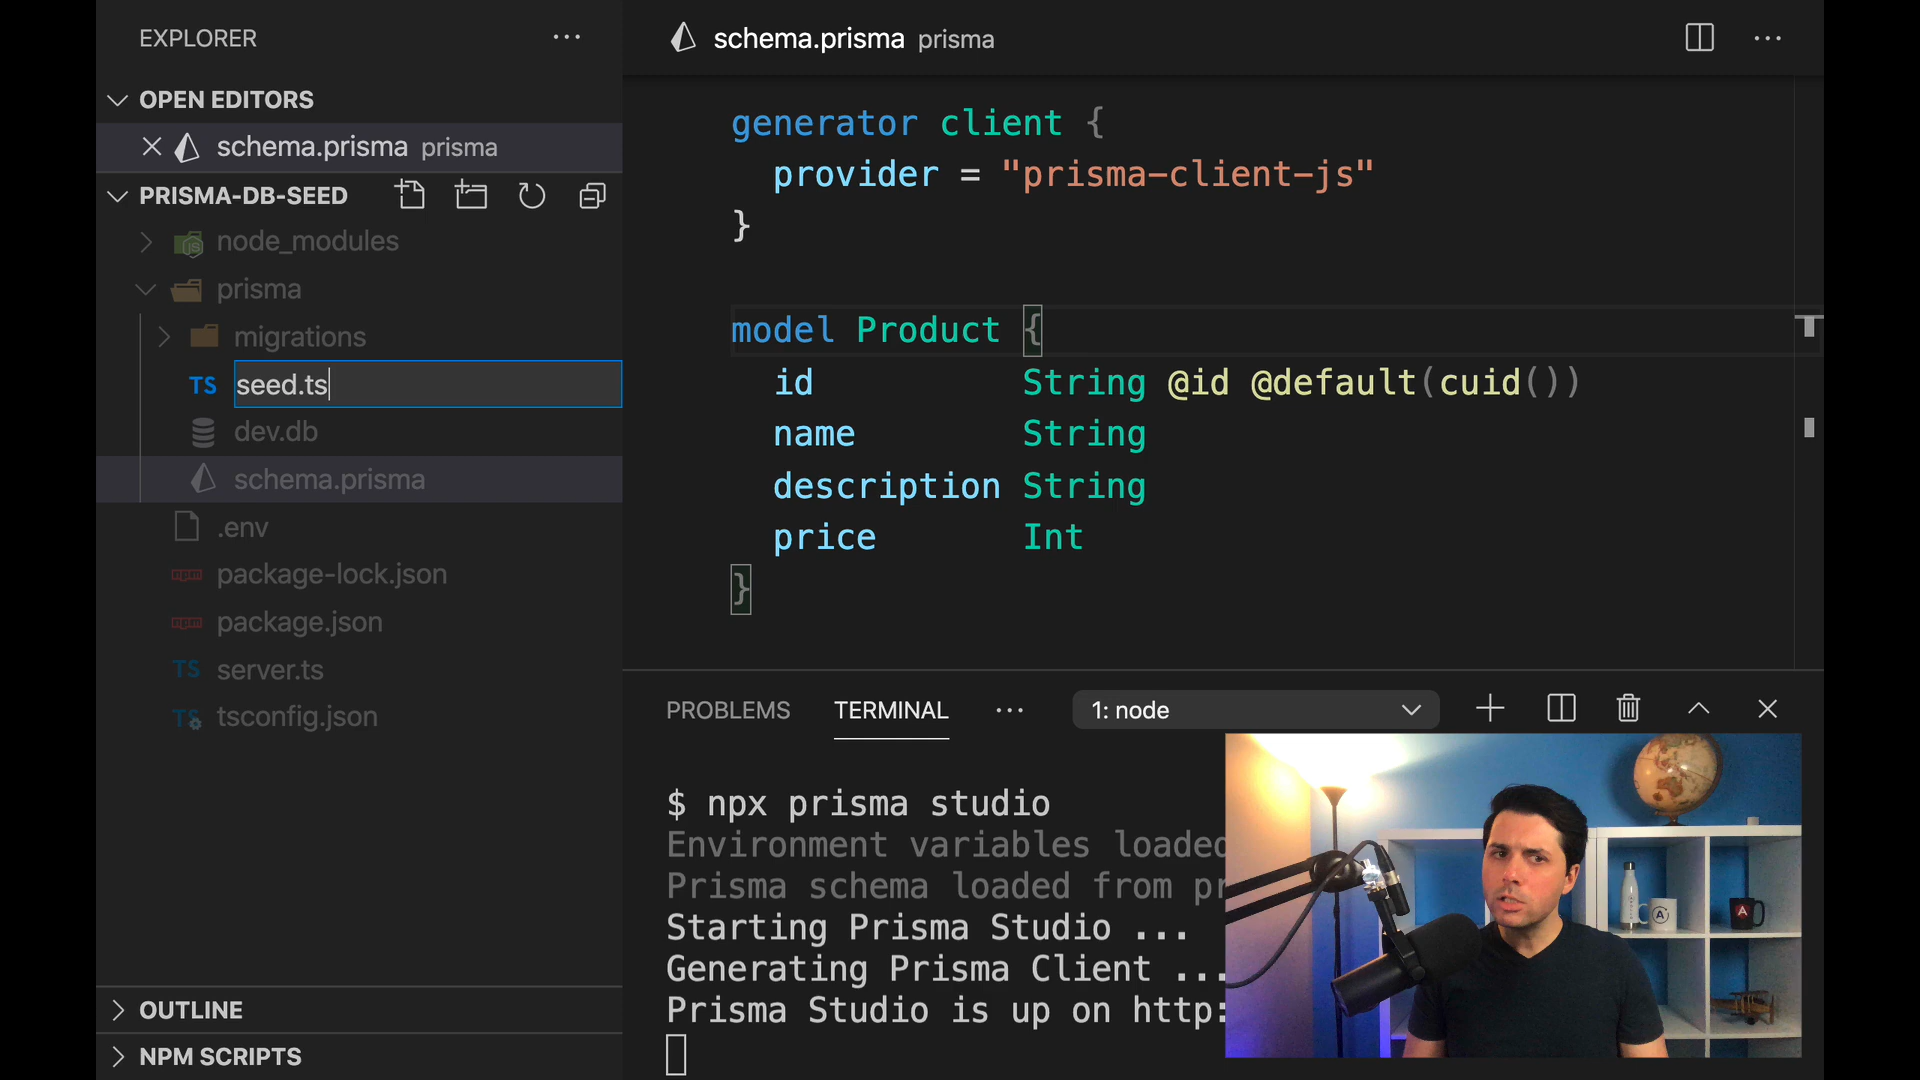 EXPLORER
OPEN EDITORS
schema.prisma prisma
PRISMA-DB-SEED
node_modules
prisma
migrations
TS seed.ts
dev.db
schema.prisma
.env
package-lock.json
package.json
TS server.ts
TS tsconfig.json
OUTLINE
NPM SCRIPTS
schema.prisma prisma
generator client {
provider = "prisma-client-js"
}
model Product {
id String @id @default(cuid())
name String
description String
price Int
}
PROBLEMS TERMINAL 1: node
$ npx prisma studio
Environment variables loaded
Prisma schema loaded from pr
Starting Prisma Studio ...
Generating Prisma Client ...
Prisma Studio is up on http:
A
A